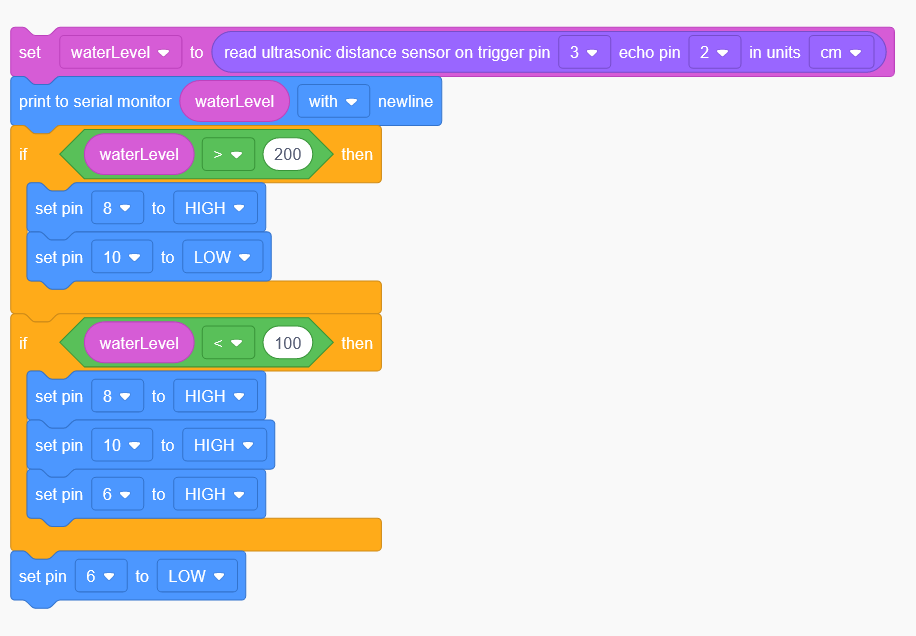 set waterLevel to read ultrasonic distance sensor on trigger pin 3 echo pin 2 in units cm
print to serial monitor waterLevel with newline
if waterLevel > 200 then
set pin 8 to HIGH
set pin 10 to LOW
if waterLevel < 100 then
set pin 8 to HIGH
set pin 10 to HIGH
set pin 6 to HIGH
set pin 6 to LOW